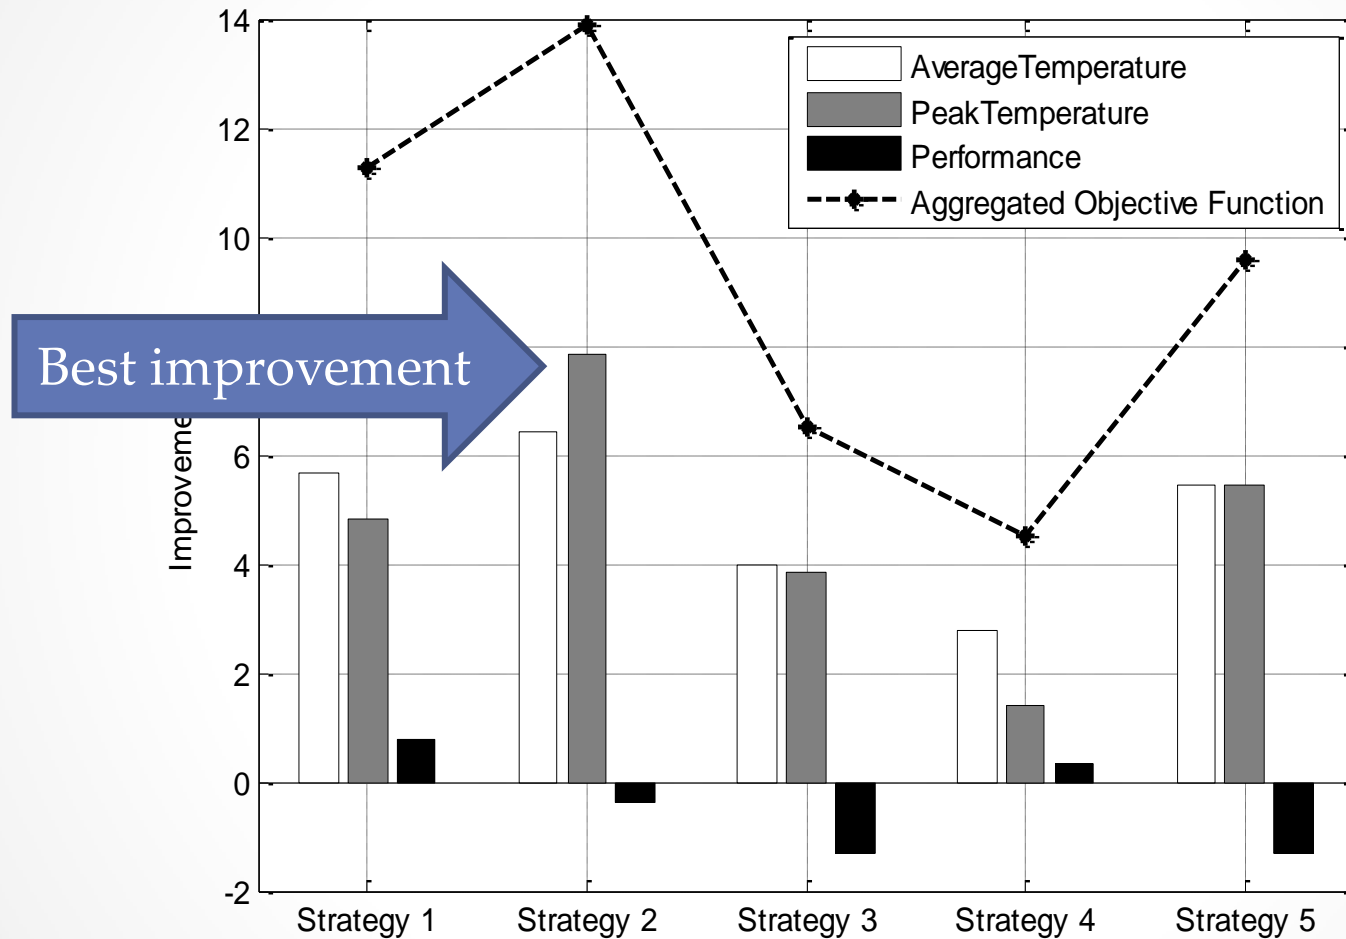 14
12
10
6
4
2
0
-2
AverageTemperature
PeakTemperature
Performance
Aggregated Objective Function
Best improvement
Strategy 1
Strategy 2
Strategy 3
Strategy 4
Strategy 5